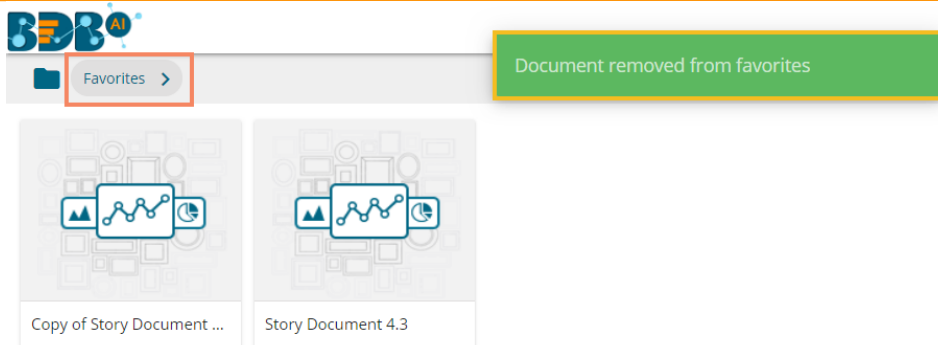 BDB AI
Favorites
Document removed from favorites
Copy of Story Document ...
Story Document 4.3